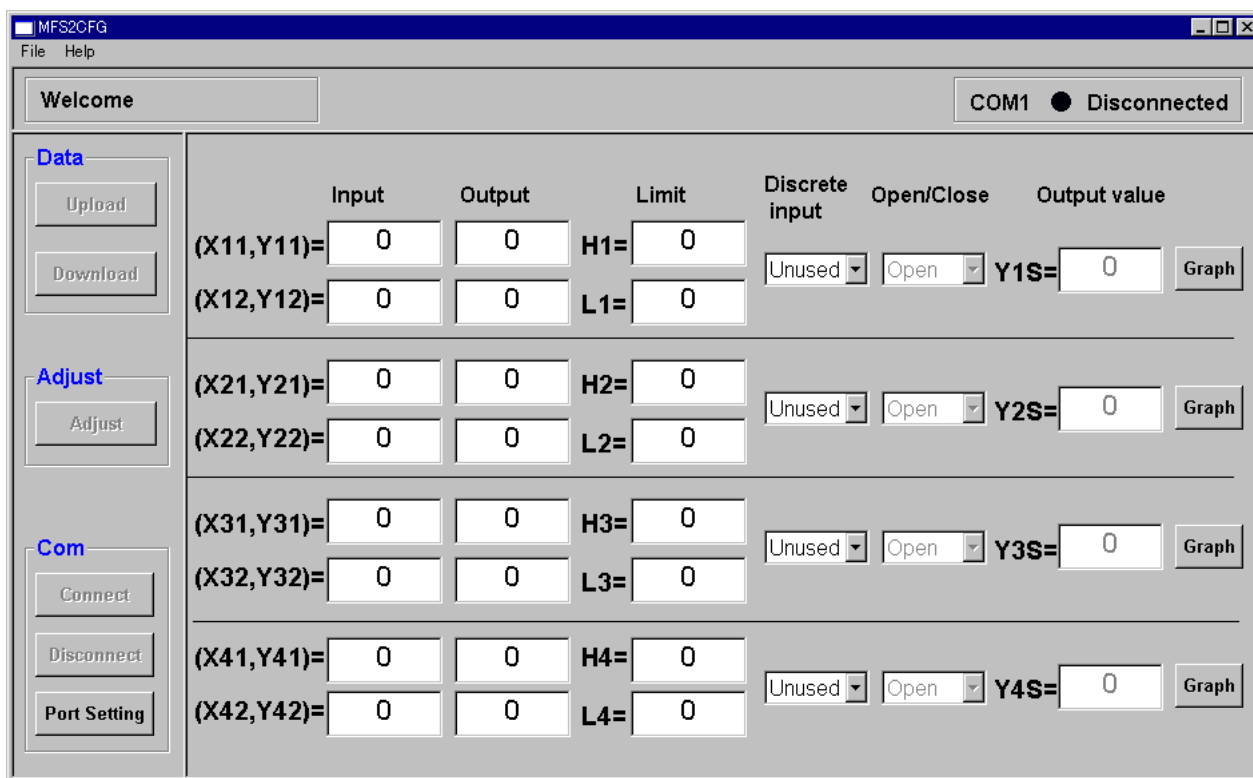 MFS2CFG
File Help
Welcome
COM1 Disconnected
Data
Upload
Download
Adjust
Adjust
Com
Connect
Disconnect
Port Setting
Input Output Limit Discrete input Open/Close Output value
(X11,Y11)= 0 0 H1= 0
(X12,Y12)= 0 0 L1= 0
Unused Open Y1S= 0 Graph
(X21,Y21)= 0 0 H2= 0
(X22,Y22)= 0 0 L2= 0
Unused Open Y2S= 0 Graph
(X31,Y31)= 0 0 H3= 0
(X32,Y32)= 0 0 L3= 0
Unused Open Y3S= 0 Graph
(X41,Y41)= 0 0 H4= 0
(X42,Y42)= 0 0 L4= 0
Unused Open Y4S= 0 Graph